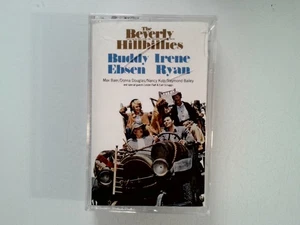 The
Beverly
Hillbillies
Buddy Irene
Ebsen Ryan
Max Baer/Donna Douglas/Nancy Kulp/Raymond Bailey